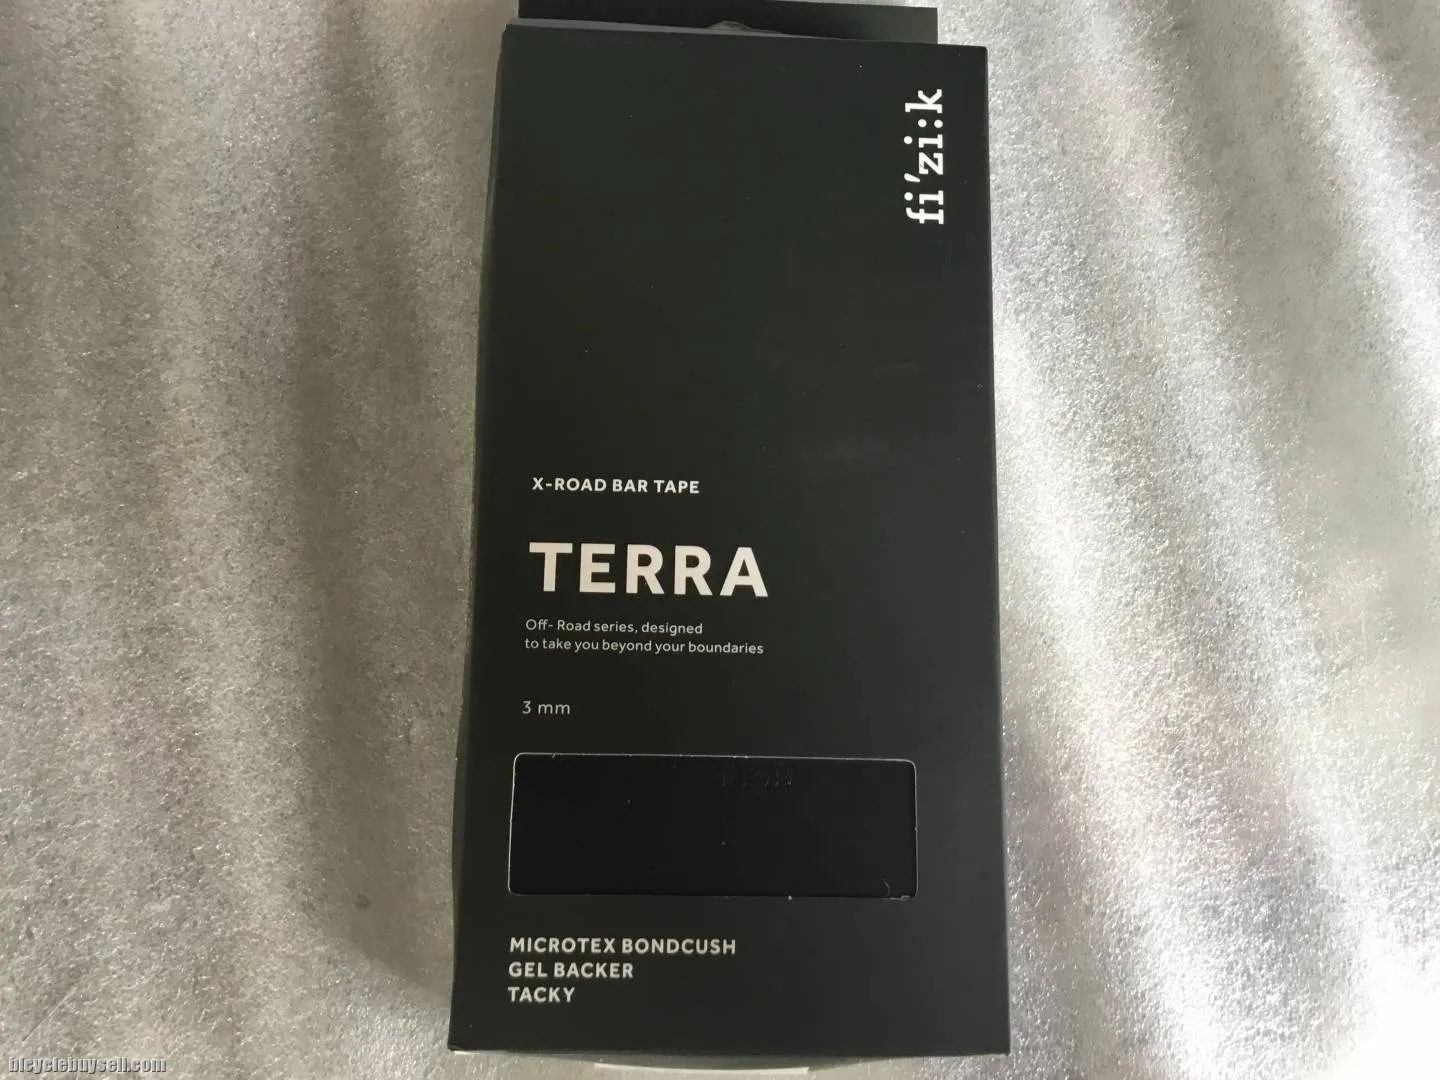 fi'zi:k
X-ROAD BAR TAPE
TERRA
Off- Road series, designed
to take you beyond your boundaries
3 mm
MICROTEX BONDCUSH
GEL BACKER
TACKY
bicyclebuysell.com